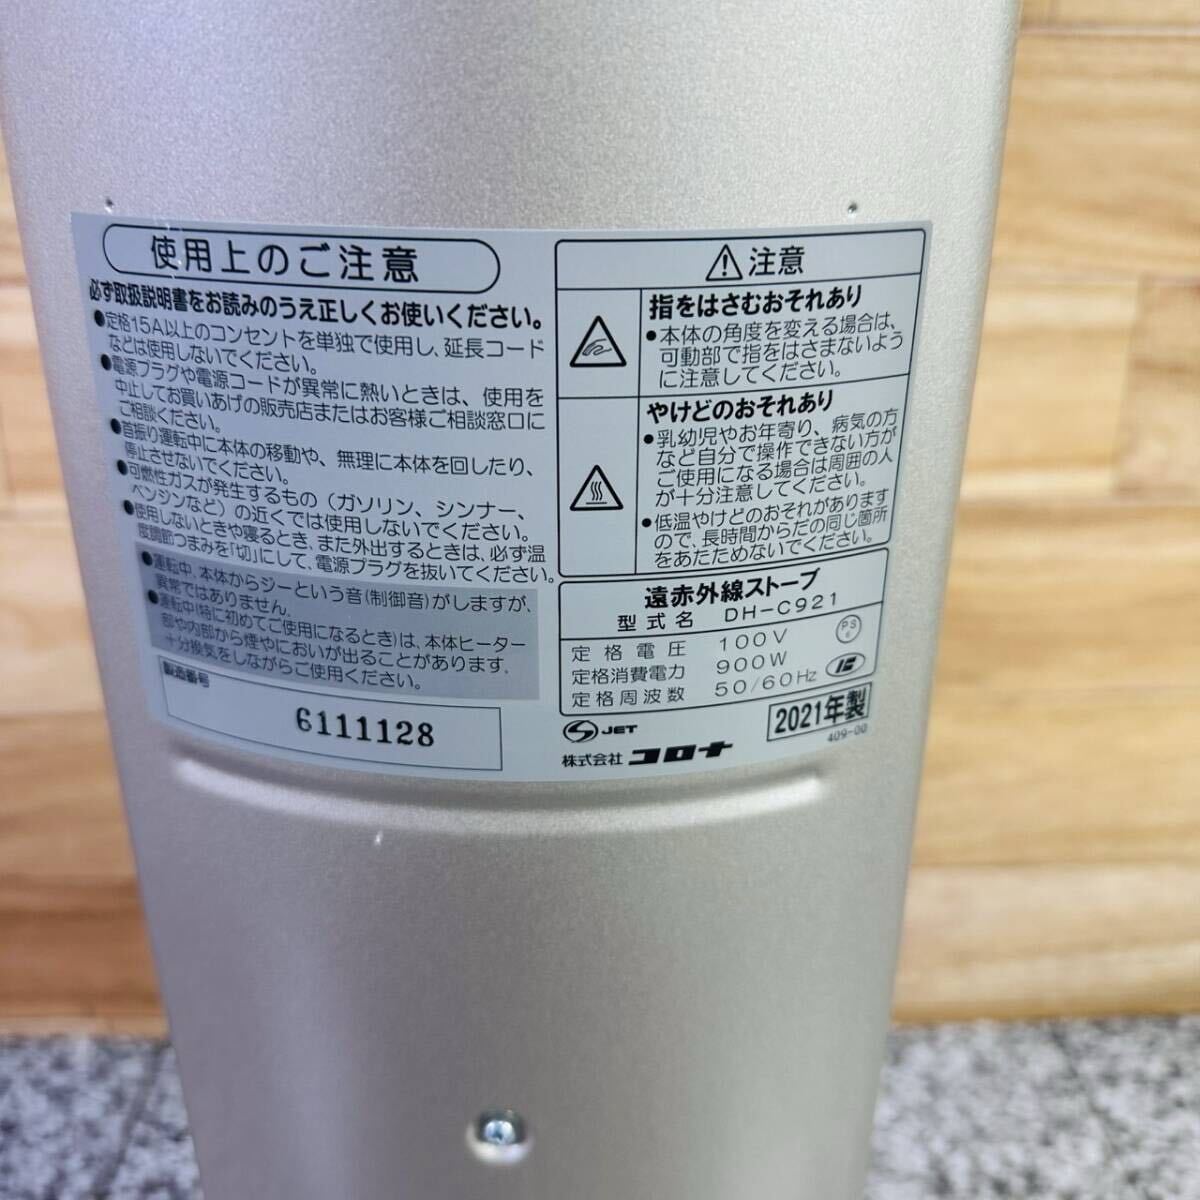 使用上のご注意
必ず取扱説明書をお読みのうえ正しくお使いください。
●定格15A以上のコンセントを単独で使用し、延長コード
などは使用しないでください。
●電源プラグや電源コードが異常に熱いときは、使用を
中止してお買いあげの販売店またはお客様ご相談窓口に
ご相談ください。
●首振り運転中に本体の移動や、無理に本体を回したり、
停止させないでください。
●可燃性ガスが発生するもの（ガソリン、シンナー、
ベンジンなど）の近くでは使用しないでください。
●使用しないときや寝るとき、また外出するときは、必ず温
度調節つまみを「切」にして、電源プラグを抜いてください。
●運転中、本体からジーという音(制御音)がしますが、
異常ではありません。
●運転中(特に初めてご使用になるとき)は、本体ヒーター
部や内部から煙やにおいが出ることがあります。
十分換気をしながらご使用ください。
製造番号
6111128
注意
指をはさむおそれあり
●本体の角度を変える場合は、
可動部で指をはさまないよう
に注意してください。
やけどのおそれあり
●乳幼児やお年寄り、病気の方
など自分で操作できない方が
ご使用になる場合は周囲の人
が十分注意してください。
●低温やけどのおそれがあります
ので、長時間からだの同じ箇所
をあたためないでください。
遠赤外線ストーブ
型式名 DH-C921
定格電圧 100V
定格消費電力 900W
定格周波数 50/60Hz
PS
E
S JET
2021年製
株式会社 コロナ
409-00